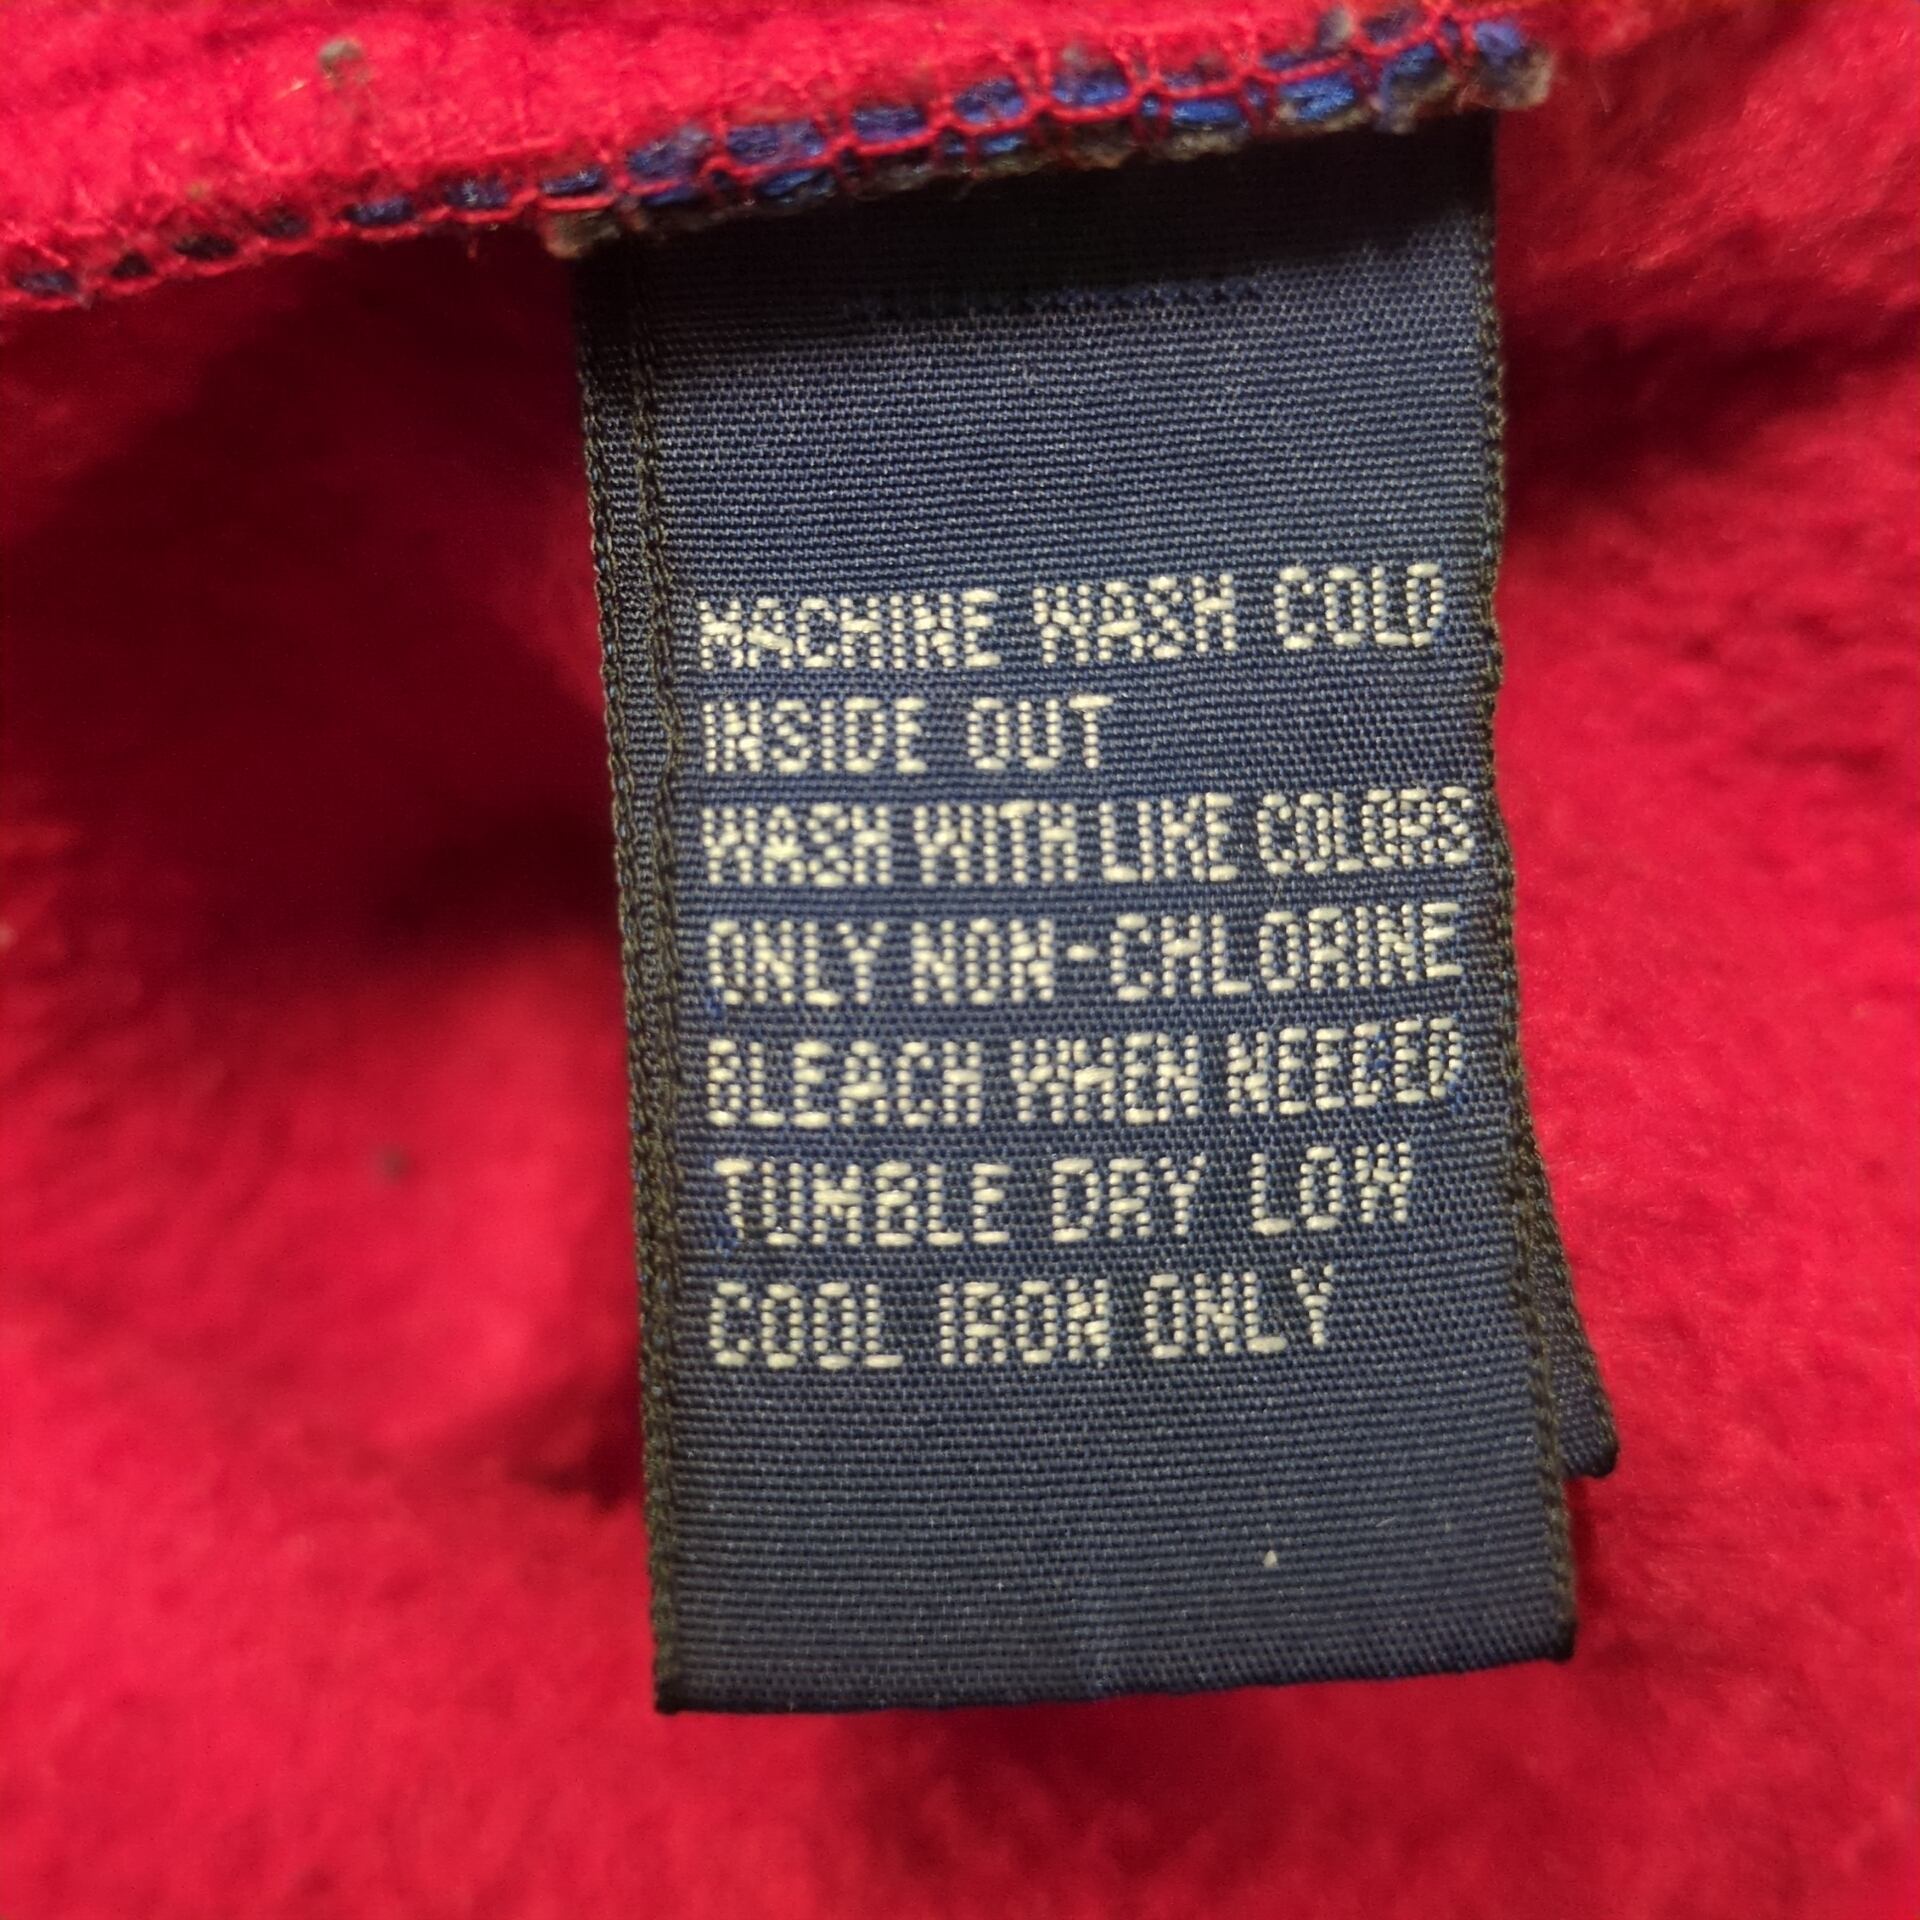 MACHINE WASH COLD
INSIDE OUT
WASH WITH LIKE COLORS
ONLY NON-CHLORINE
BLEACH WHEN NEEDED
TUMBLE DRY LOW
COOL IRON ONLY